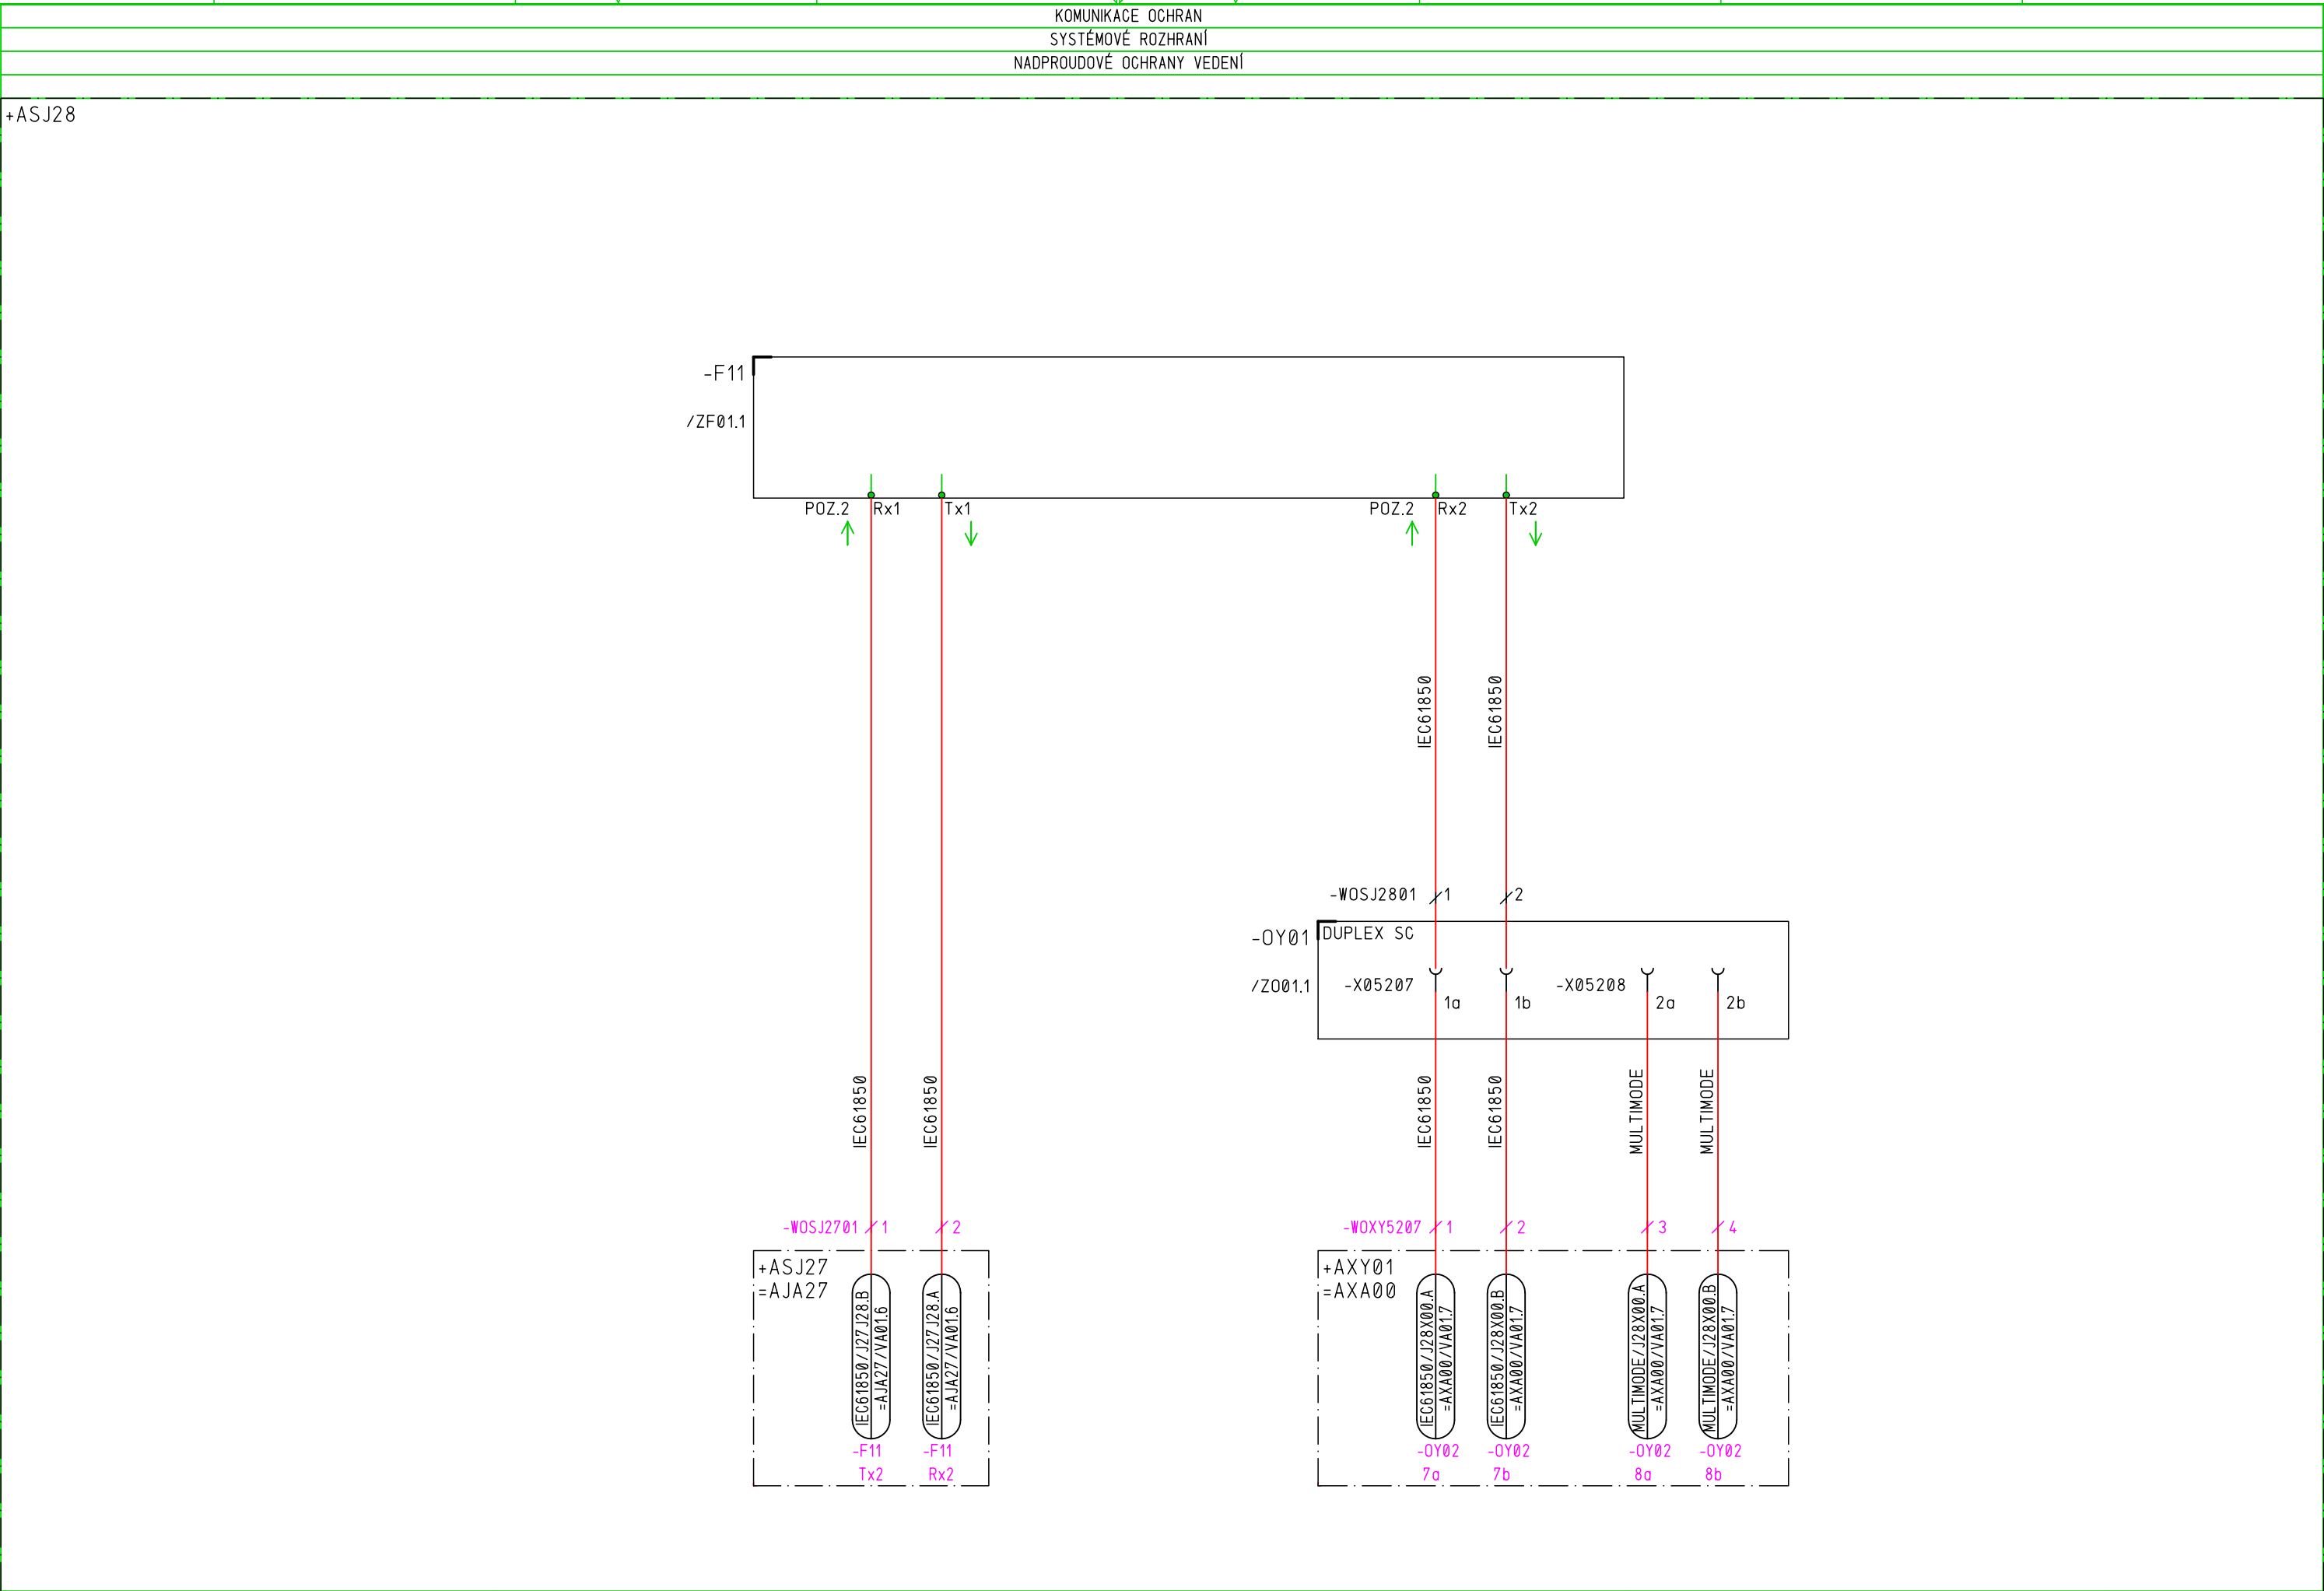 KOMUNIKACE OCHRAN
SYSTÉMOVÉ ROZHRANÍ
NADPROUDOVÉ OCHRANY VEDENÍ
+ASJ28
-F11
/ZF01.1
POZ.2 Rx1 Tx1 POZ.2 Rx2 Tx2
IEC61850 IEC61850
-WOSJ2801 1 2
-OY01 DUPLEX SC
/ZO01.1 -X05207 1a 1b -X05208 2a 2b
IEC61850 IEC61850 IEC61850 IEC61850 MULTIMODE MULTIMODE
-WOSJ2701 1 2 -WOXY5207 1 2 3 4
+ASJ27
=AJA27
IEC61850/J27J28.B
=AJA27/VA01.6
IEC61850/J27J28.A
=AJA27/VA01.6
-F11 -F11
Tx2 Rx2
+AXY01
=AXA00
IEC61850/J28X00.A
=AXA00/VA01.7
IEC61850/J28X00.B
=AXA00/VA01.7
MULTIMODE/J28X00.A
=AXA00/VA01.7
MULTIMODE/J28X00.B
=AXA00/VA01.7
-OY02 -OY02 -OY02 -OY02
7a 7b 8a 8b